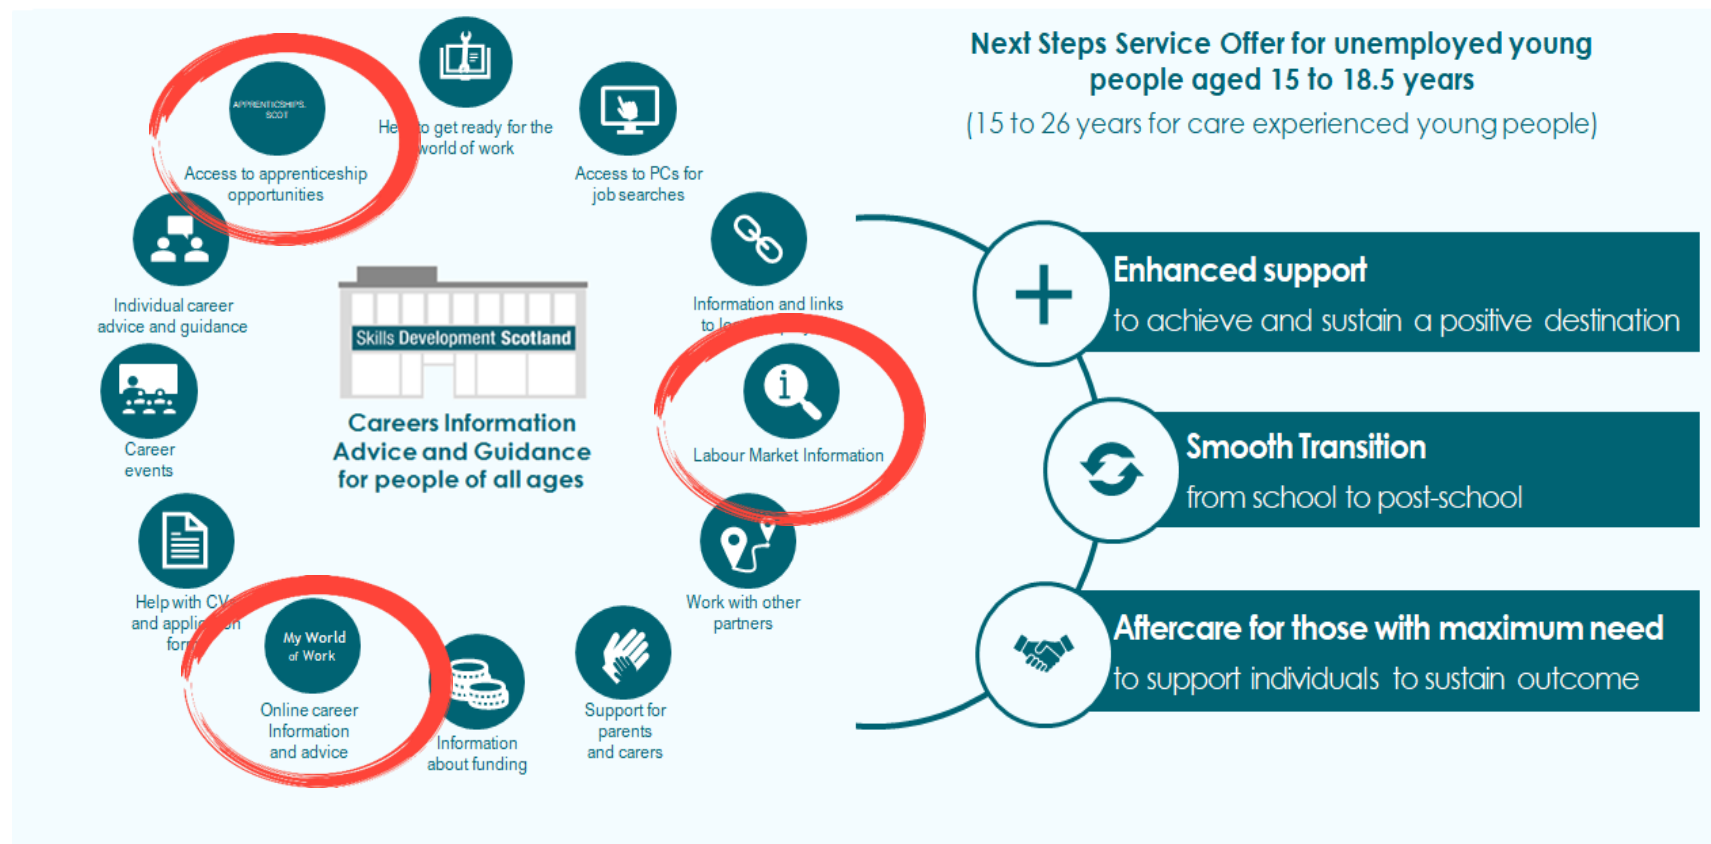 Next Steps Service Offer for unemployed young
people aged 15 to 18.5 years
(15 to 26 years for care experienced young people)
APPRENTICSHIPS.
SCOT
Access to apprenticeship
opportunities
to get ready for the
world of work
Access to PCs for
job searches
Information and links
to
Labour Market Information
Work with other
partners
Support for
parents
and carers
Information
about funding
My World
of Work
Online career
Information
and advice
Help with
and
Career
events
Individual career
advice and guidance
Skills Development Scotland
Careers Information
Advice and Guidance
for people of all ages
Enhanced support
to achieve and sustain a positive destination
Smooth Transition
from school to post-school
Aftercare for those with maximum need
to support individuals to sustain outcome